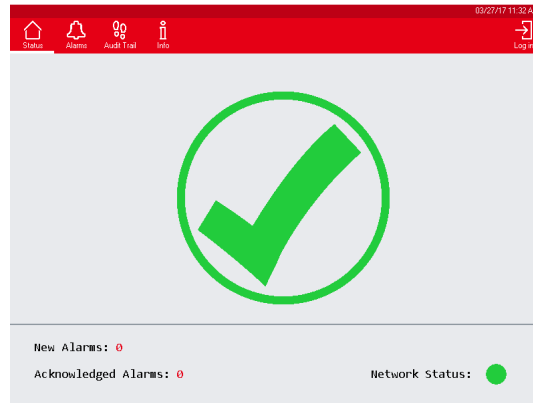 03/27/17 11:32 A
Status Alarms Audit Trail Info Log in
New Alarms: 0
Acknowledged Alarms: 0
Network Status: